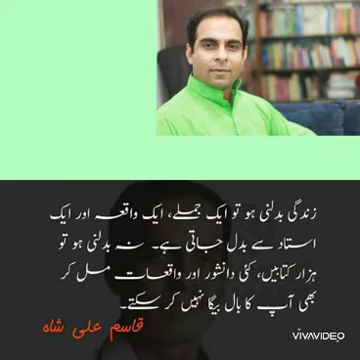 زندگی بدلنی ہو تو ایک جملے، ایک واقعہ اور ایک
استاد سے بدل جاتی ہے۔ نہ بدلنی ہو تو
ہزار کتابیں، کئی دانشور اور واقعات مل کر
بھی آپ کا بال بیگا نہیں کر سکتے۔
قاسم علی شاہ
VIVAVIDEO